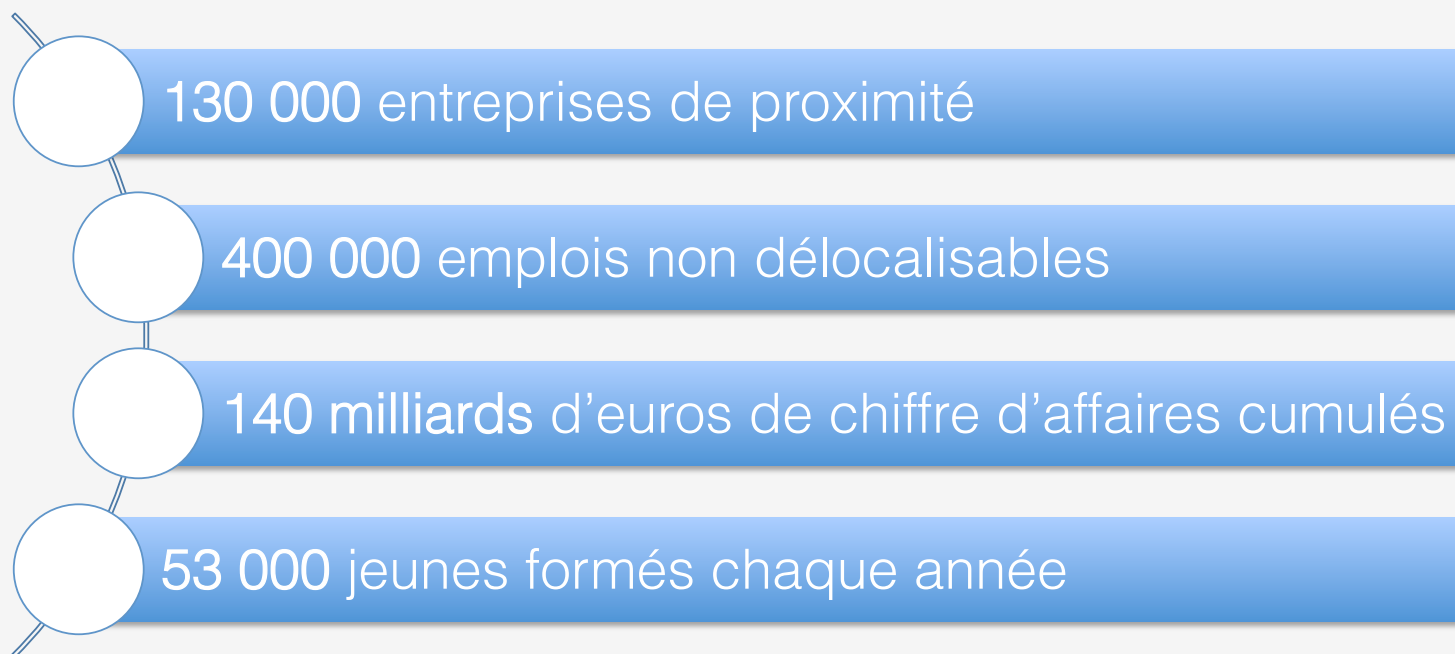 130 000 entreprises de proximité
400 000 emplois non délocalisables
140 milliards d’euros de chiffre d’affaires cumulés
53 000 jeunes formés chaque année